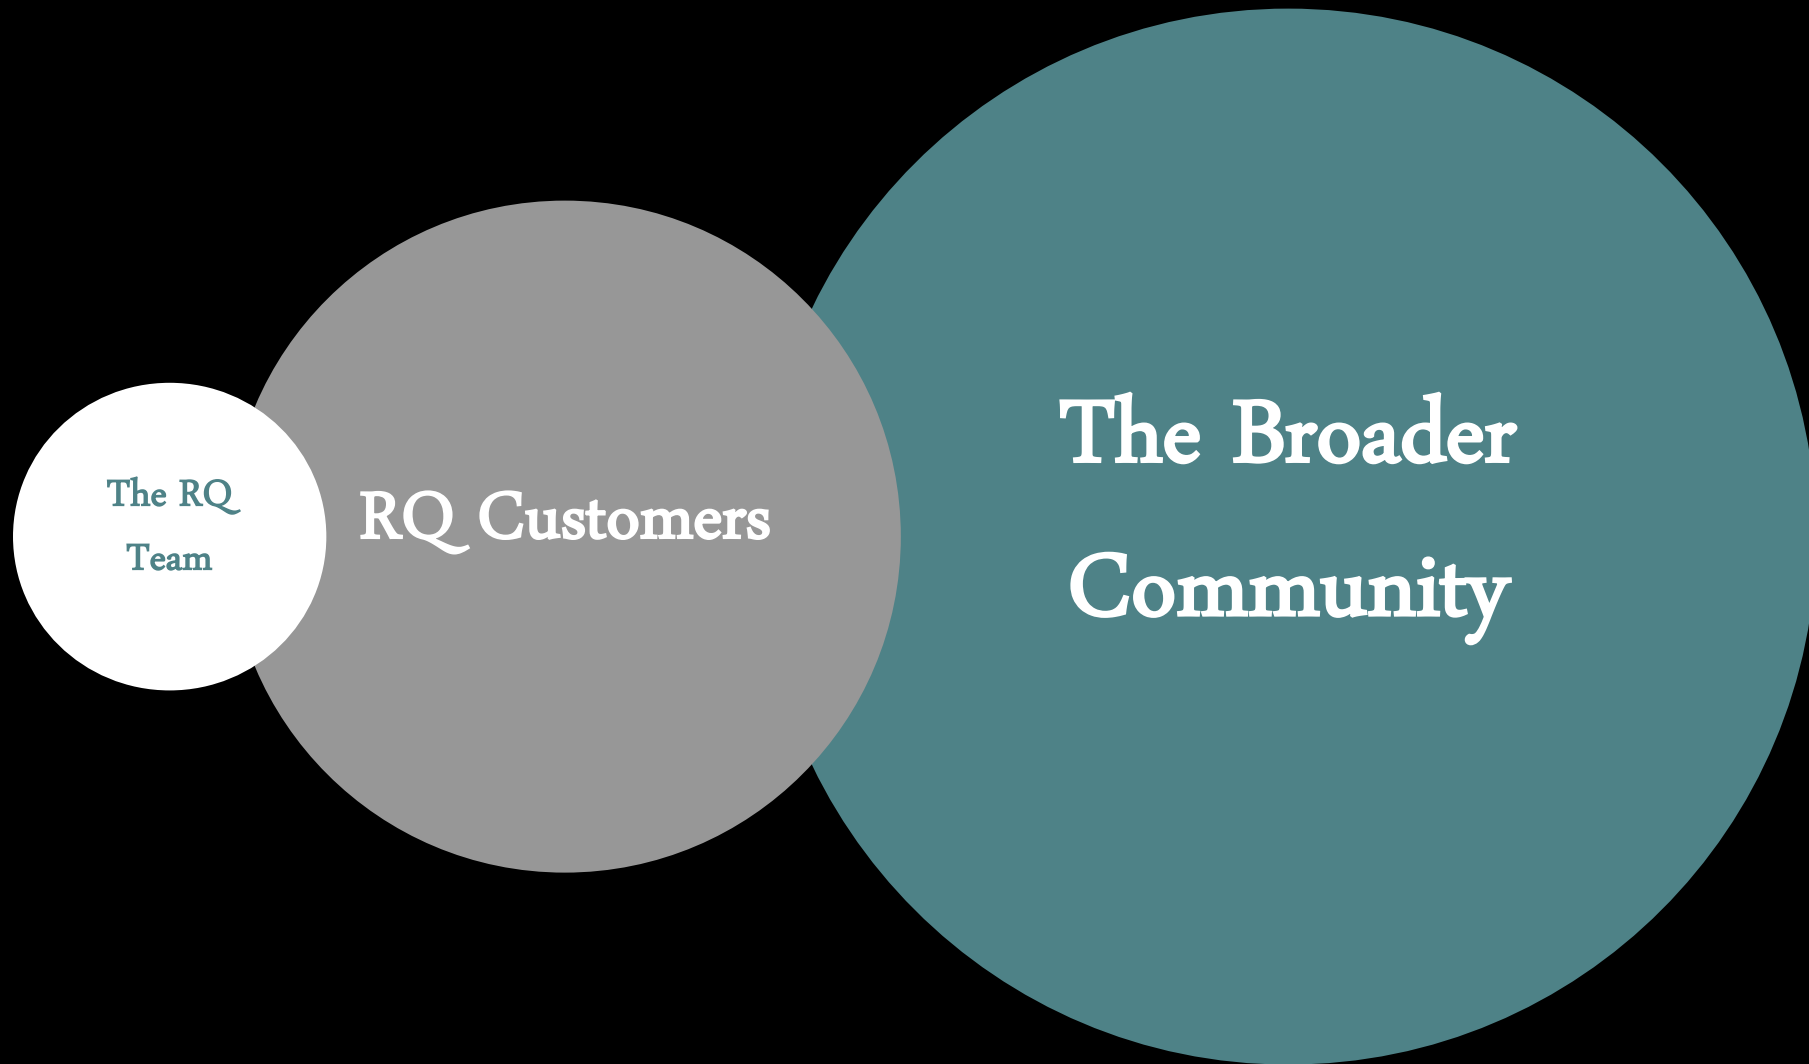 The RQ
Team
RQ Customers
The Broader
Community